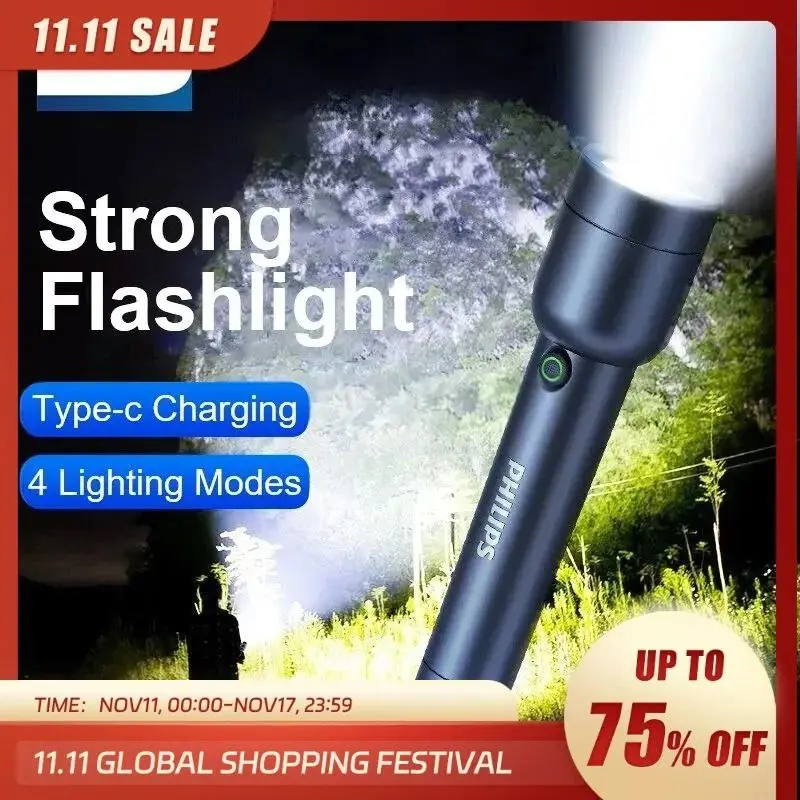 11.11 SALE
Strong
Flashlight
Type-c Charging
4 Lighting Modes
PHILIPS
TIME: NOV11, 00:00-NOV17, 23:59
11.11 GLOBAL SHOPPING FESTIVAL
UP TO
75% OFF